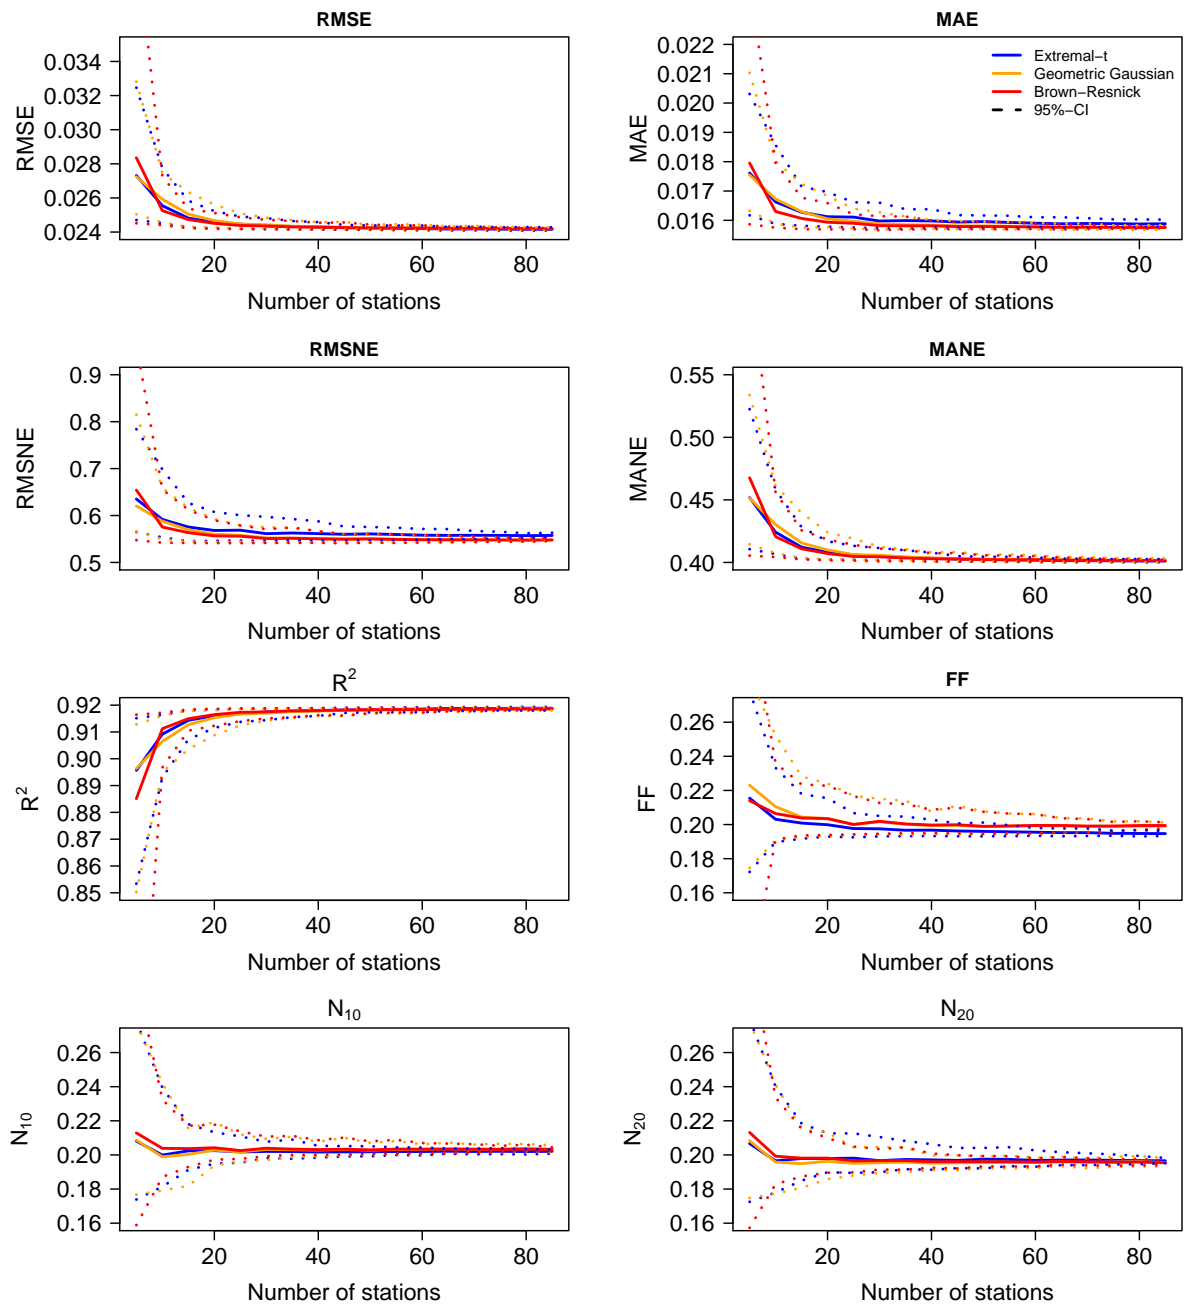 RMSE
RMSE
0.034
0.032
0.030
0.028
0.026
0.024
20 40 60 80
Number of stations
MAE
MAE
0.022
0.021
0.020
0.019
0.018
0.017
0.016
Extremal−t
Geometric Gaussian
Brown−Resnick
95%−CI
20 40 60 80
Number of stations
RMSNE
RMSNE
0.9
0.8
0.7
0.6
0.5
20 40 60 80
Number of stations
MANE
MANE
0.55
0.50
0.45
0.40
20 40 60 80
Number of stations
R²
R²
0.92
0.91
0.90
0.89
0.88
0.87
0.86
0.85
20 40 60 80
Number of stations
FF
FF
0.26
0.24
0.22
0.20
0.18
0.16
20 40 60 80
Number of stations
N₁₀
N₁₀
0.26
0.24
0.22
0.20
0.18
0.16
20 40 60 80
Number of stations
N₂₀
N₂₀
0.26
0.24
0.22
0.20
0.18
0.16
20 40 60 80
Number of stations